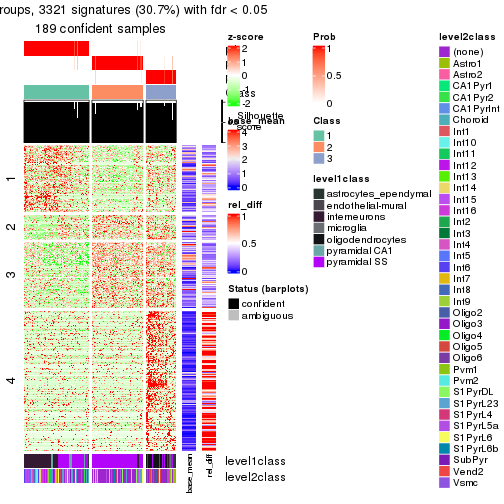 roups, 3321 signatures (30.7%) with fdr < 0.05
189 confident samples
1
2
3
4
Silhouette
score
base_mean
rel_diff
level1class
level2class
z-score
2
1
0
-1
-2
base_mean
4
3
2
1
0
rel_diff
1
0.5
0
Status (barplots)
confident
ambiguous
Prob
1
0.5
0
Class
1
2
3
level1class
astrocytes_ependymal
endothelial-mural
interneurons
microglia
oligodendrocytes
pyramidal CA1
pyramidal SS
level2class
(none)
Astro1
Astro2
CA1Pyr1
CA1Pyr2
CA1PyrInt
Choroid
Int1
Int10
Int11
Int12
Int13
Int14
Int15
Int16
Int2
Int3
Int4
Int5
Int6
Int7
Int8
Int9
Oligo2
Oligo3
Oligo4
Oligo5
Oligo6
Pvm1
Pvm2
S1PyrDL
S1PyrL23
S1PyrL4
S1PyrL5a
S1PyrL6
S1PyrL6b
SubPyr
Vend2
Vsmc